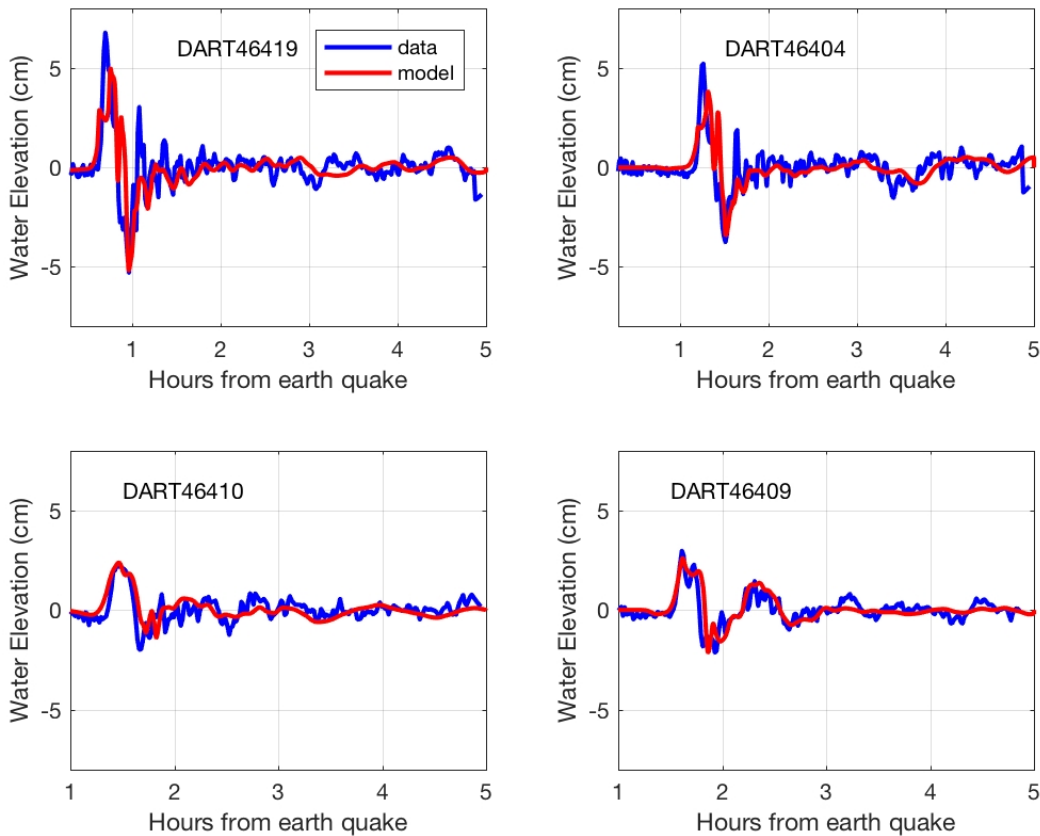 DART46419
data
model
5
0
-5
Water Elevation (cm)
1 2 3 4 5
Hours from earth quake
DART46404
5
0
-5
Water Elevation (cm)
1 2 3 4 5
Hours from earth quake
DART46410
5
0
-5
Water Elevation (cm)
1 2 3 4 5
Hours from earth quake
DART46409
5
0
-5
Water Elevation (cm)
1 2 3 4 5
Hours from earth quake